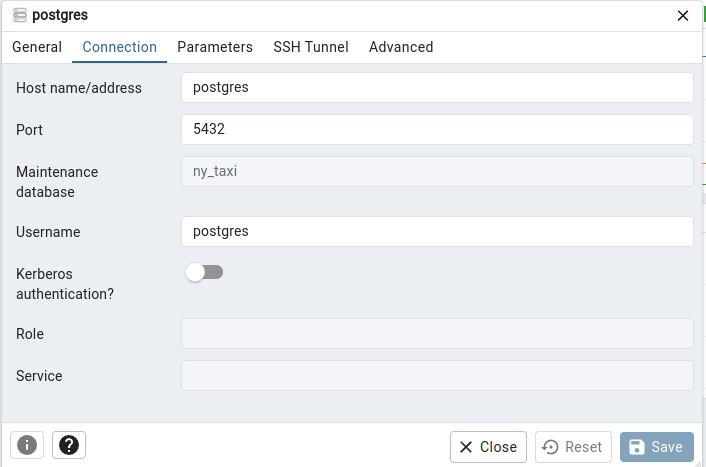 postgres
General Connection Parameters SSH Tunnel Advanced
Host name/address postgres
Port 5432
Maintenance
database
ny_taxi
Username postgres
Kerberos
authentication?
Role
Service
i ? Close Reset Save